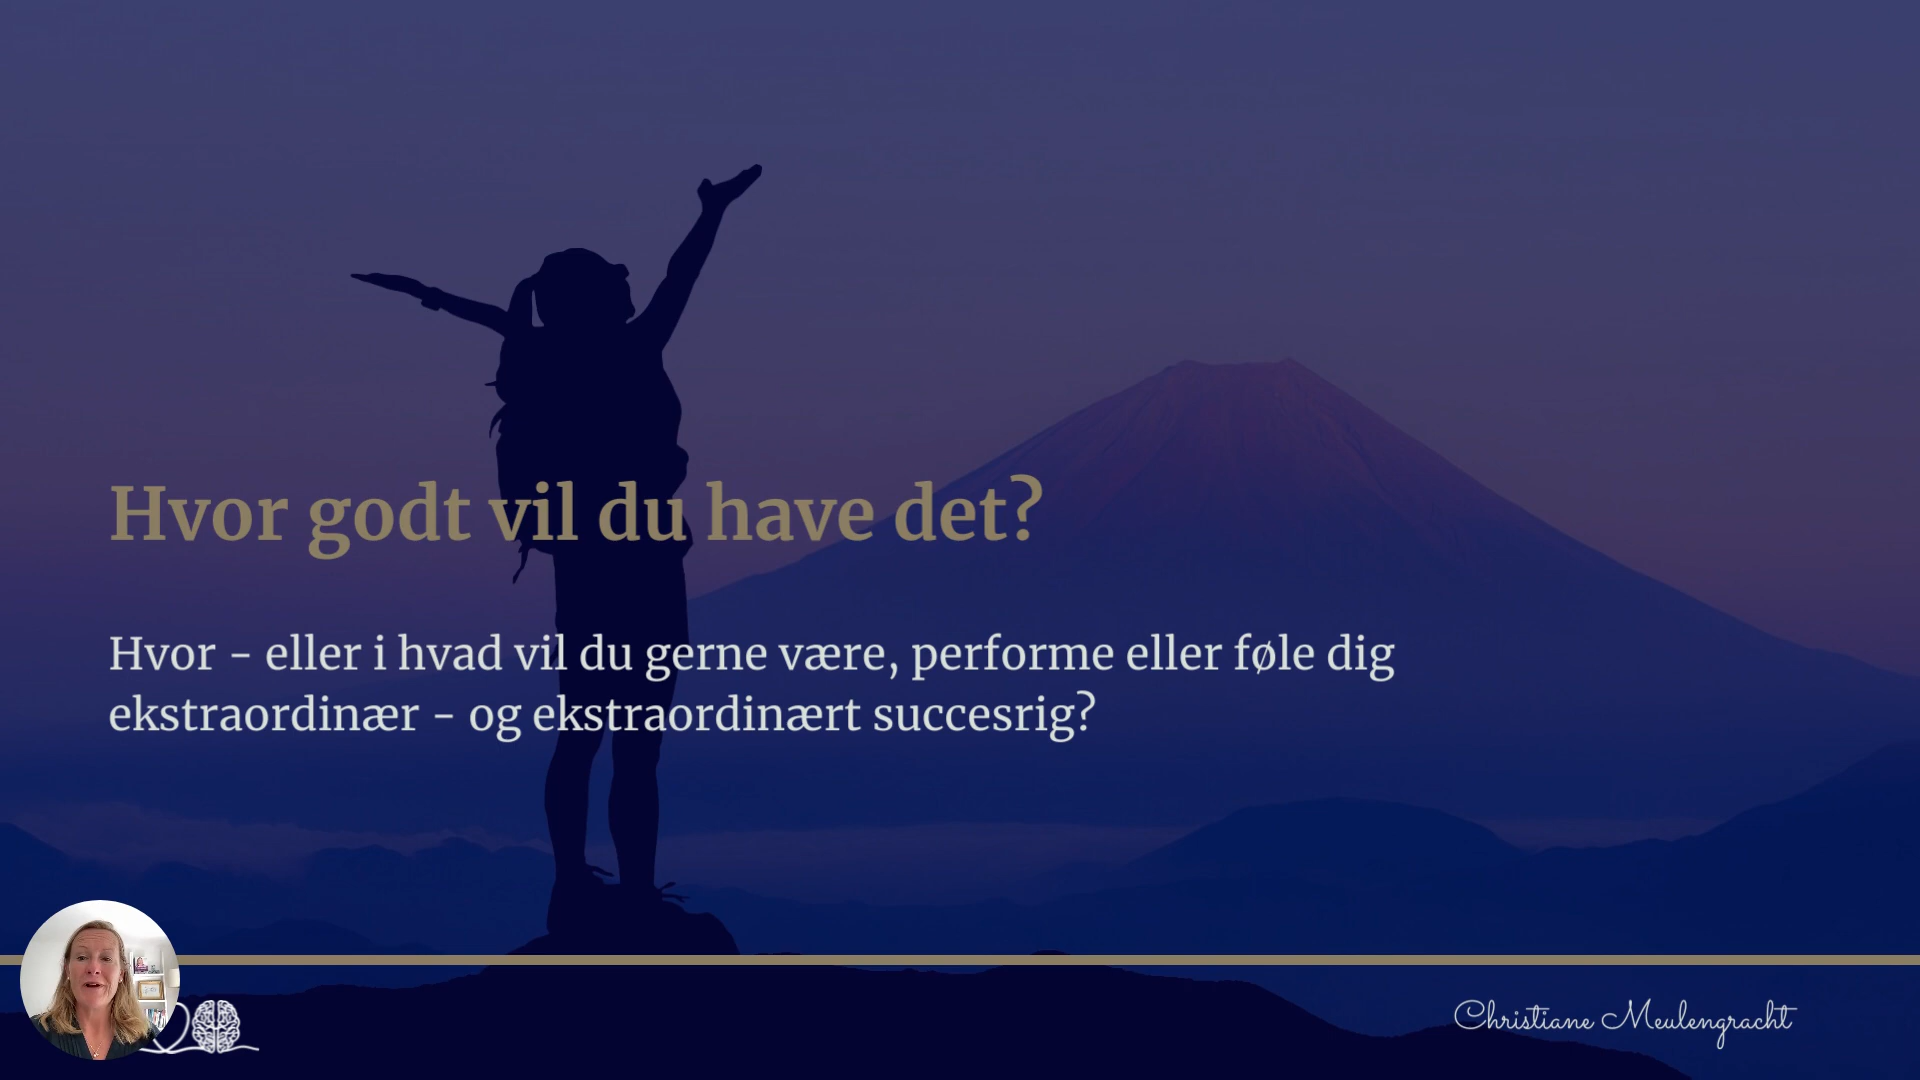 Hvor godt vil du have det?
Hvor - eller i hvad vil du gerne være, performe eller føle dig
ekstraordinær - og ekstraordinært succesrig?
Christiane Meulengracht